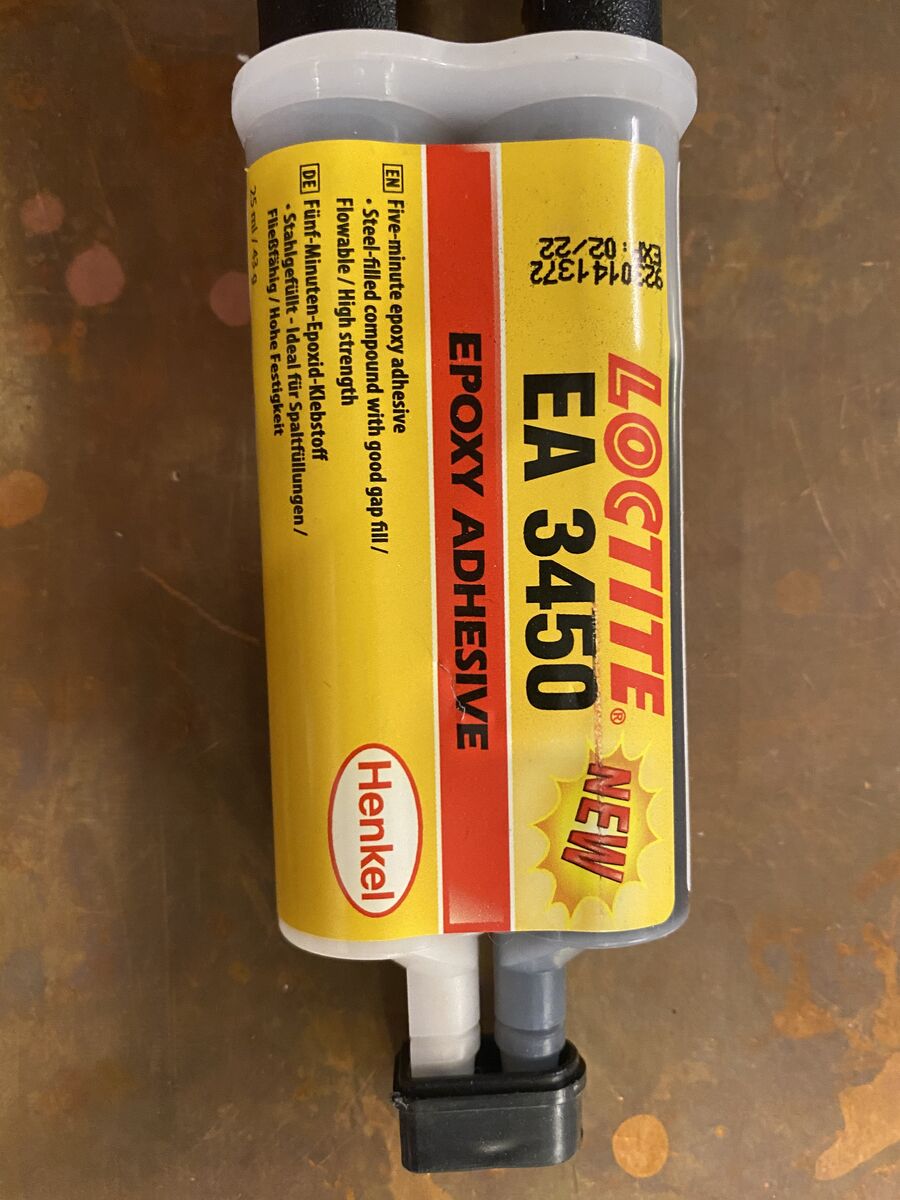 LOCTITE®
EA 3450
NEW
EXP: 02/22
EPOXY ADHESIVE
EN Five-minute epoxy adhesive
• Steel-filled compound with good gap fill /
Flowable / High strength
DE Fünf-Minuten-Epoxid-Klebstoff
• Stahlgefüllt - Ideal für Spaltfüllungen /
Fließfähig / Hohe Festigkeit
25 ml / 43 g
Henkel